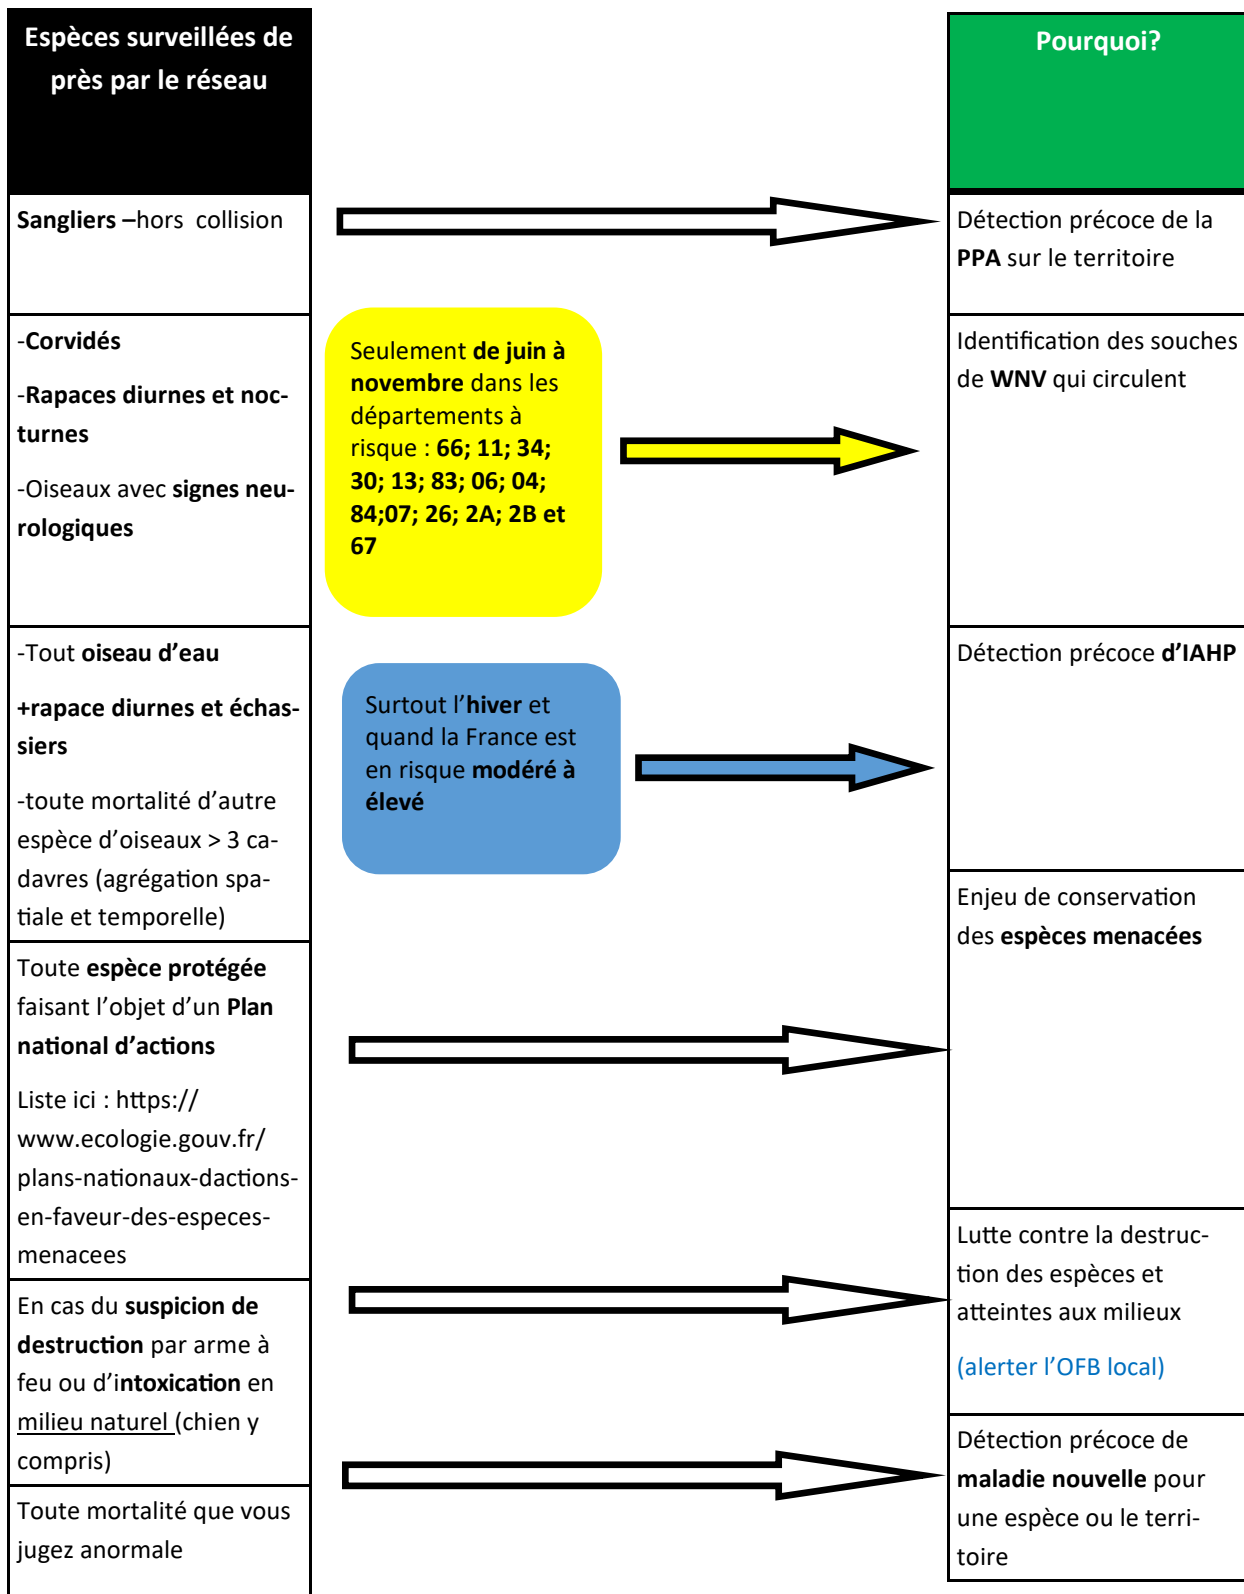 Espèces surveillées de
près par le réseau
Pourquoi?
Sangliers –hors  collision
Détection précoce de la
PPA sur le territoire
-Corvidés
-Rapaces diurnes et noc-
turnes
-Oiseaux avec signes neu-
rologiques
Seulement de juin à
novembre dans les
départements à
risque : 66; 11; 34;
30; 13; 83; 06; 04;
84;07; 26; 2A; 2B et
67
Identification des souches
de WNV qui circulent
-Tout oiseau d’eau
+rapace diurnes et échas-
siers
-toute mortalité d’autre
espèce d’oiseaux > 3 ca-
davres (agrégation spa-
tiale et temporelle)
Surtout l’hiver et
quand la France est
en risque modéré à
élevé
Détection précoce d’IAHP
Toute espèce protégée
faisant l’objet d’un Plan
national d’actions
Liste ici : https://
www.ecologie.gouv.fr/
plans-nationaux-dactions-
en-faveur-des-especes-
menacees
Enjeu de conservation
des espèces menacées
En cas du suspicion de
destruction par arme à
feu ou d’intoxication en
milieu naturel (chien y
compris)
Lutte contre la destruc-
tion des espèces et
atteintes aux milieux
(alerter l’OFB local)
Toute mortalité que vous
jugez anormale
Détection précoce de
maladie nouvelle pour
une espèce ou le terri-
toire